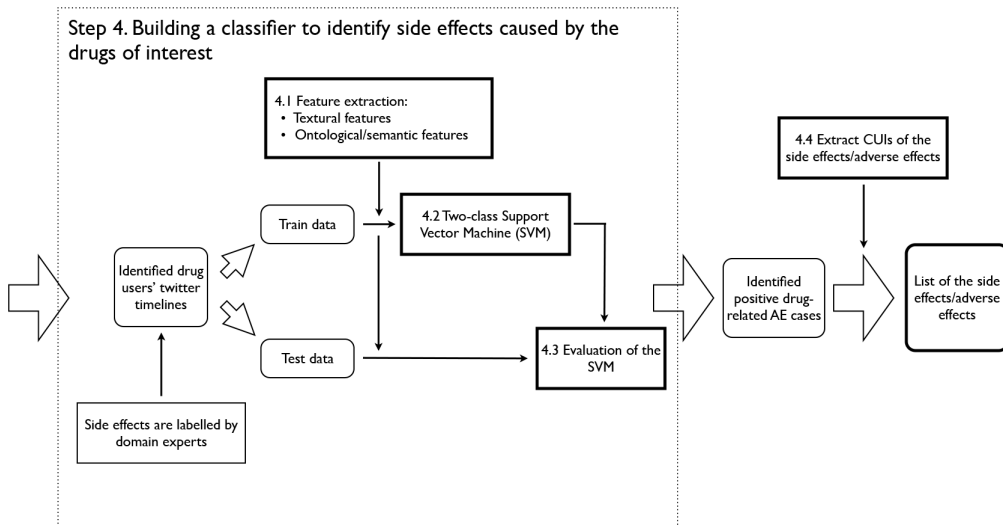 Step 4. Building a classifier to identify side effects caused by the
drugs of interest
4.1 Feature extraction:
• Textural features
• Ontological/semantic features
4.4 Extract CUIs of the
side effects/adverse effects
Train data
4.2 Two-class Support
Vector Machine (SVM)
Identified drug
users' twitter
timelines
Identified
positive drug-
related AE cases
List of the side
effects/adverse
effects
Test data
4.3 Evaluation of the
SVM
Side effects are labelled by
domain experts